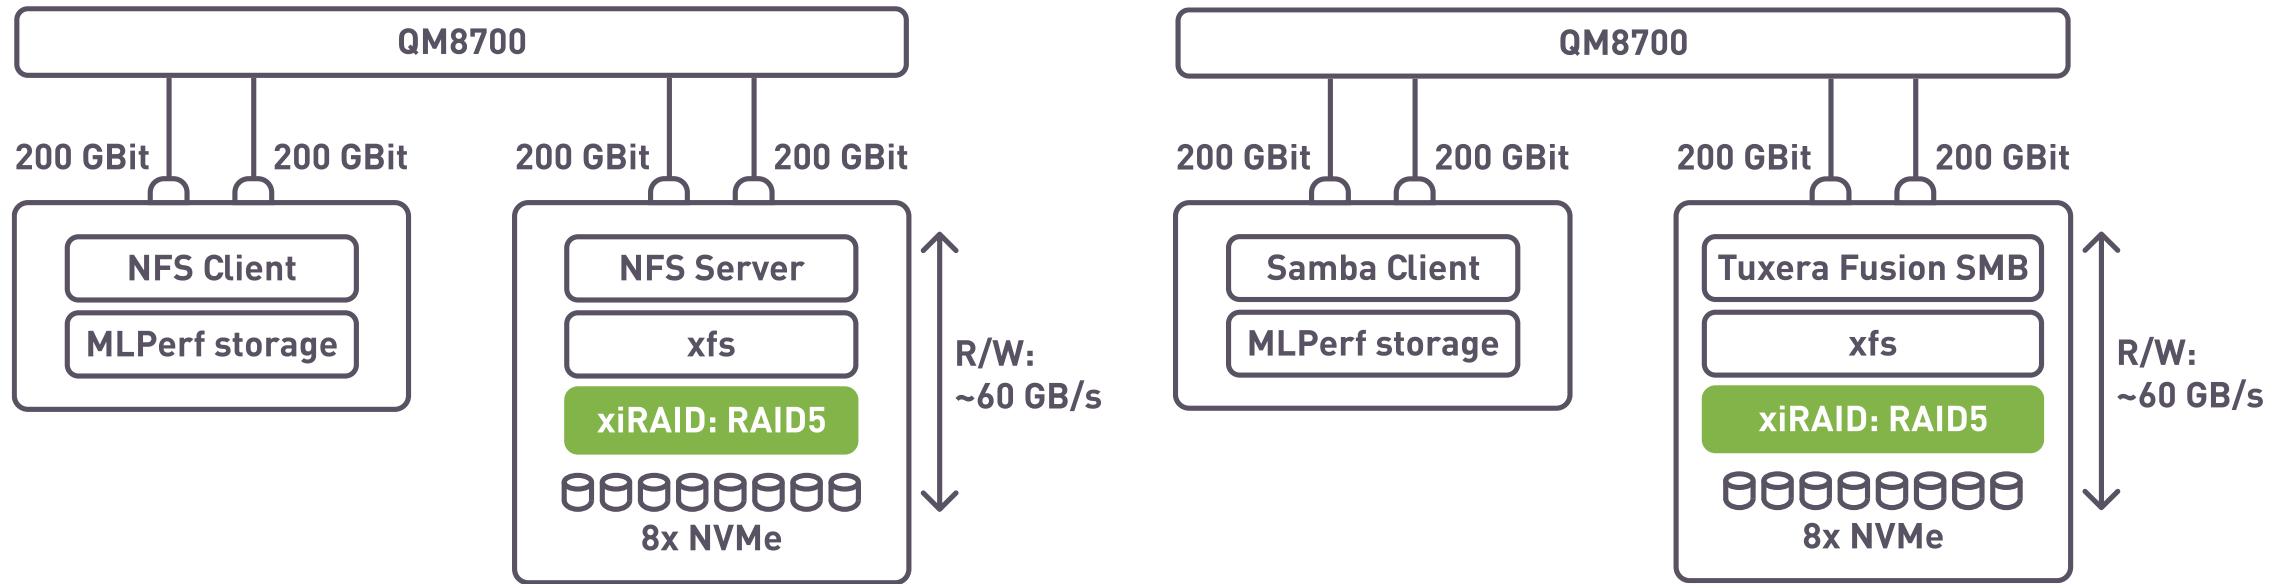 QM8700
200 GBit
200 GBit
200 GBit
200 GBit
NFS Client
MLPerf storage
NFS Server
xfs
xiRAID: RAID5
8x NVMe
R/W:
~60 GB/s
QM8700
200 GBit
200 GBit
200 GBit
200 GBit
Samba Client
MLPerf storage
Tuxera Fusion SMB
xfs
xiRAID: RAID5
8x NVMe
R/W:
~60 GB/s